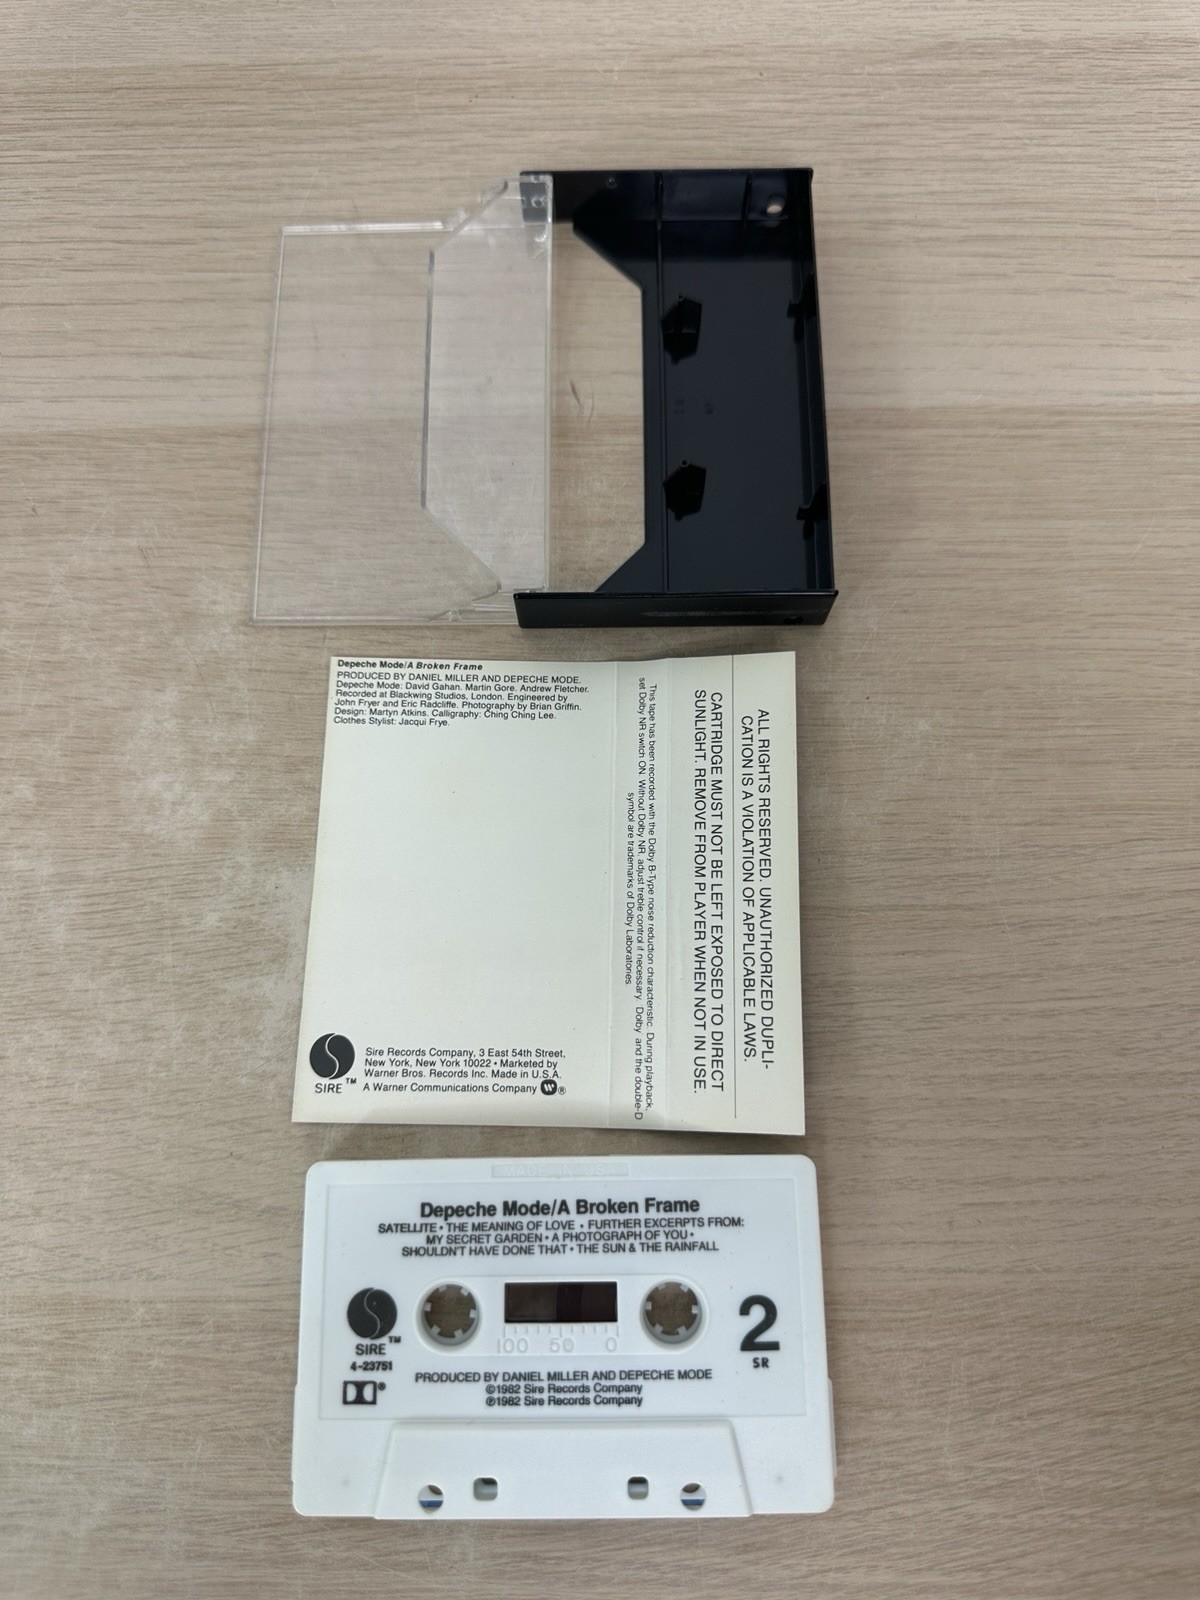 Depeche Mode/A Broken Frame
PRODUCED BY DANIEL MILLER AND DEPECHE MODE.
Depeche Mode: David Gahan. Martin Gore. Andrew Fletcher.
Recorded at Blackwing Studios, London. Engineered by
John Fryer and Eric Radcliffe. Photography by Brian Griffin.
Design: Martyn Atkins. Calligraphy: Ching Ching Lee.
Clothes Stylist: Jacqui Frye.
SIRE™
Sire Records Company, 3 East 54th Street,
New York, New York 10022 • Marketed by
Warner Bros. Records Inc. Made in U.S.A.
A Warner Communications Company W®
This tape has been recorded with the Dolby B-Type noise reduction characteristic. During playback,
set Dolby NR switch ON. Without Dolby NR, adjust treble control if necessary. Dolby and the double-D
symbol are trademarks of Dolby Laboratories.
CARTRIDGE MUST NOT BE LEFT EXPOSED TO DIRECT
SUNLIGHT. REMOVE FROM PLAYER WHEN NOT IN USE.
ALL RIGHTS RESERVED. UNAUTHORIZED DUPLI-
CATION IS A VIOLATION OF APPLICABLE LAWS.
MADE IN USA
Depeche Mode/A Broken Frame
SATELLITE • THE MEANING OF LOVE • FURTHER EXCERPTS FROM:
MY SECRET GARDEN • A PHOTOGRAPH OF YOU •
SHOULDN'T HAVE DONE THAT • THE SUN & THE RAINFALL
SIRE™
4-23751
100 50 0
2
SR
PRODUCED BY DANIEL MILLER AND DEPECHE MODE
©1982 Sire Records Company
℗1982 Sire Records Company